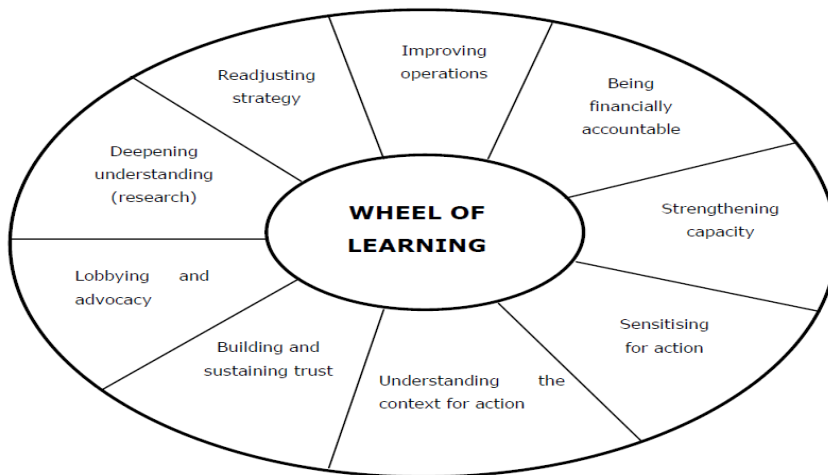 Improving
operations
Being
financially
accountable
Strengthening
capacity
Sensitising
for action
Understanding the
context for action
Building and
sustaining trust
Lobbying and
advocacy
Deepening
understanding
(research)
Readjusting
strategy
WHEEL OF
LEARNING